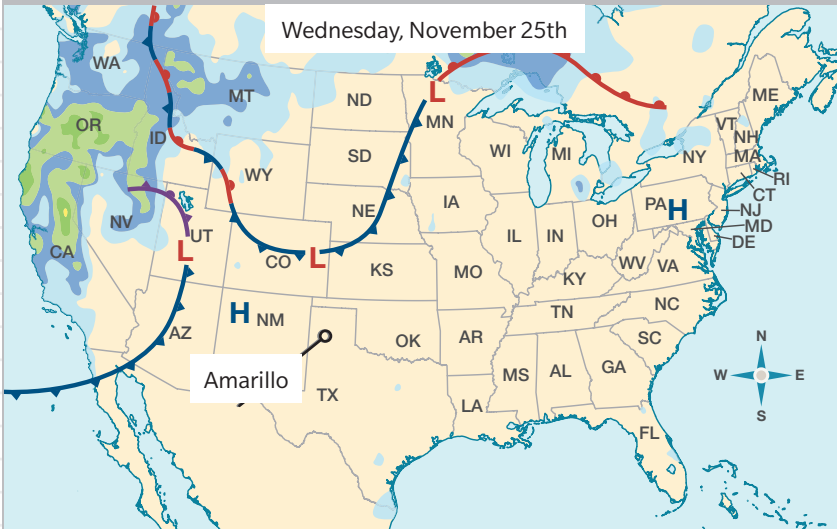 Wednesday, November 25th
WA
MT
ND
MN
ME
OR
ID
VT
NH
SD
WI
MI
NY
MA
WY
RI
CT
NE
IA
PA
H
NJ
NV
UT
IL
IN
OH
MD
DE
CA
L
L
L
CO
KS
MO
WV
VA
KY
H
NM
NC
TN
AZ
OK
AR
SC
N
W
E
S
Amarillo
TX
MS
AL
GA
LA
FL